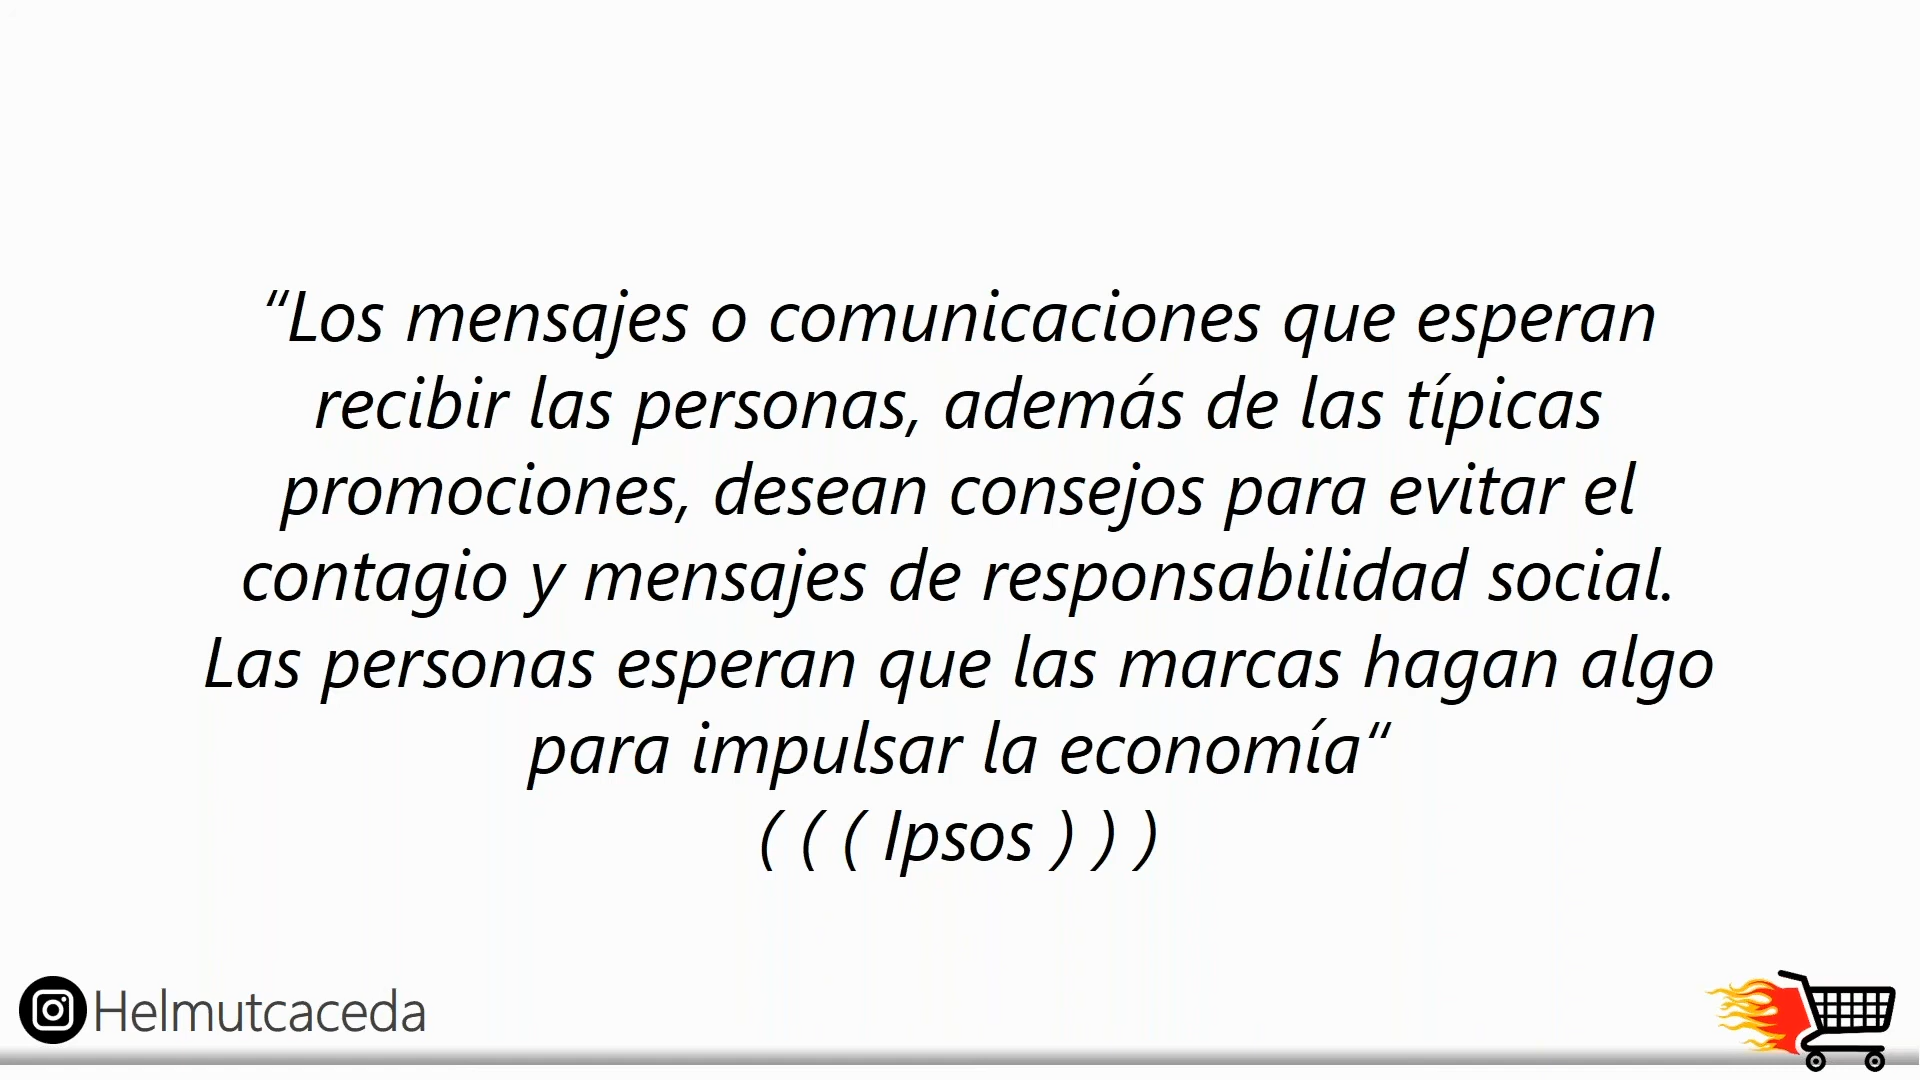 “Los mensajes o comunicaciones que esperan
recibir las personas, además de las típicas
promociones, desean consejos para evitar el
contagio y mensajes de responsabilidad social.
Las personas esperan que las marcas hagan algo
para impulsar la economía“
( ( ( Ipsos ) ) )
Helmutcaceda